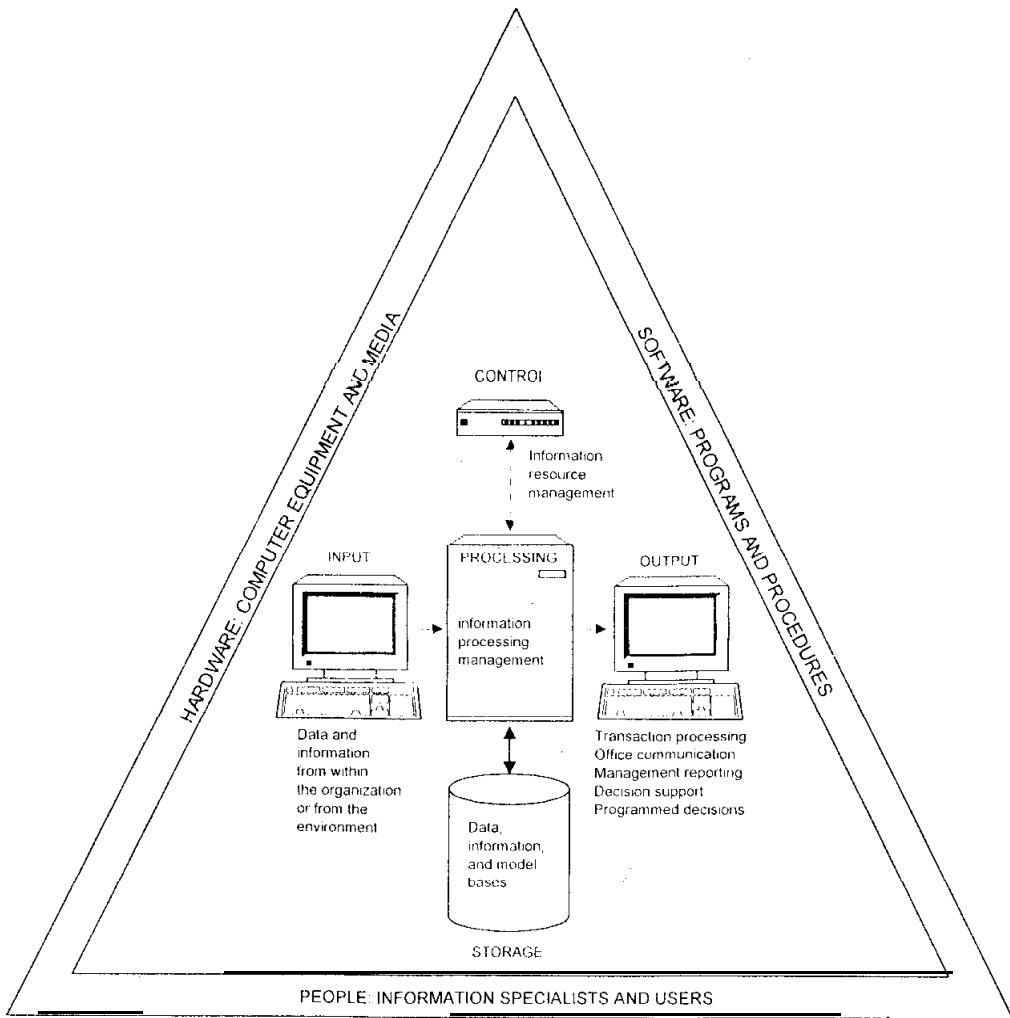 HARDWARE: COMPUTER EQUIPMENT AND MEDIA
SOFTWARE: PROGRAMS AND PROCEDURES
CONTROI
Information
resource
management
INPUT
PROCESSING
OUTPUT
information
processing
management
Data and
information
from within
the organization
or from the
environment
Transaction processing
Office communication
Management reporting
Decision support
Programmed decisions
Data,
information,
and model
bases
STORAGE
PEOPLE: INFORMATION SPECIALISTS AND USERS